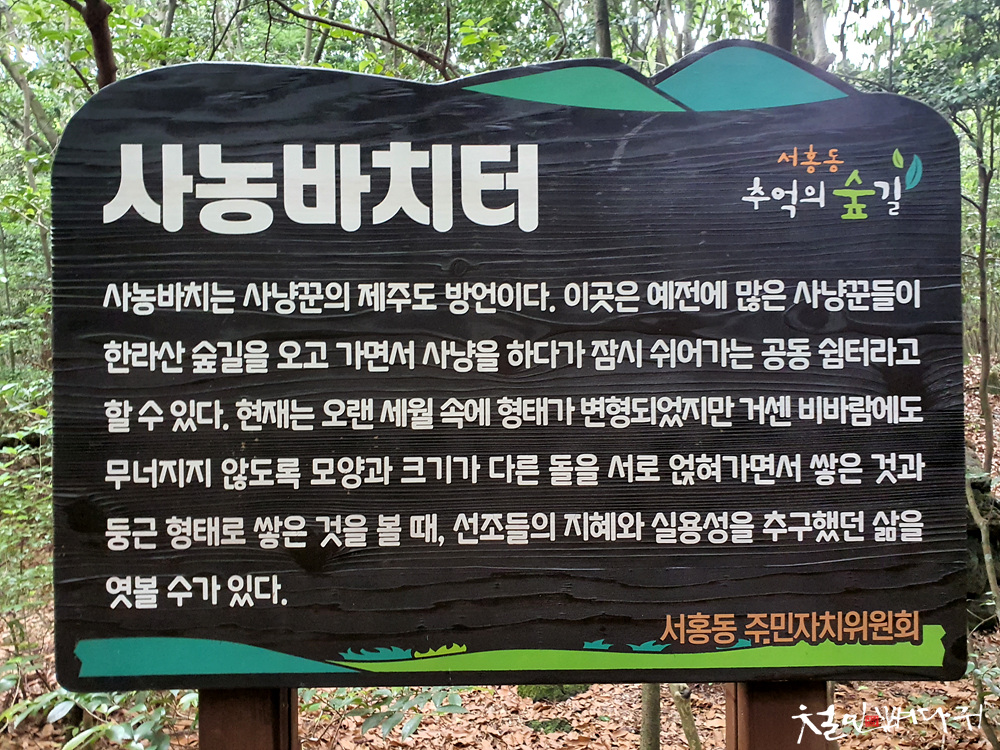 사농바치터
서홍동
추억의 숲길
사농바치는 사냥꾼의 제주도 방언이다. 이곳은 예전에 많은 사냥꾼들이
한라산 숲길을 오고 가면서 사냥을 하다가 잠시 쉬어가는 공동 쉼터라고
할 수 있다. 현재는 오랜 세월 속에 형태가 변형되었지만 거센 비바람에도
무너지지 않도록 모양과 크기가 다른 돌을 서로 얹혀가면서 쌓은 것과
둥근 형태로 쌓은 것을 볼 때, 선조들의 지혜와 실용성을 추구했던 삶을
엿볼 수가 있다.
서홍동 주민자치위원회